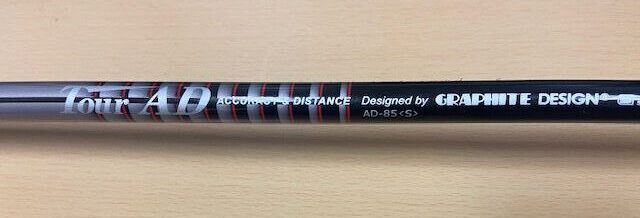 Tour AD ACCURACY & DISTANCE Designed by GRAPHITE DESIGN®
AD-85 <S>